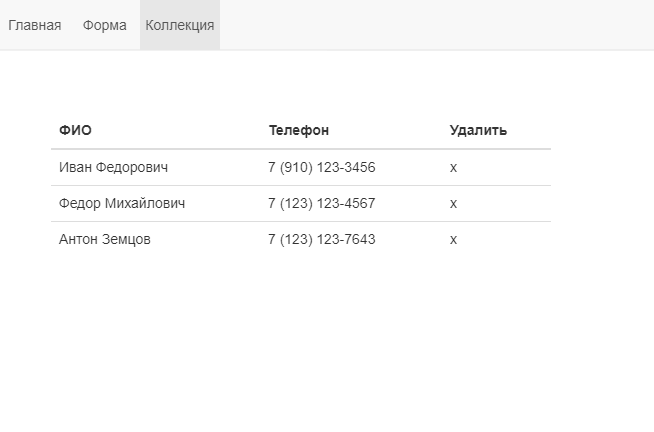 Главная Форма Коллекция
ФИО Телефон Удалить
Иван Федорович 7 (910) 123-3456 x
Федор Михайлович 7 (123) 123-4567 x
Антон Земцов 7 (123) 123-7643 x